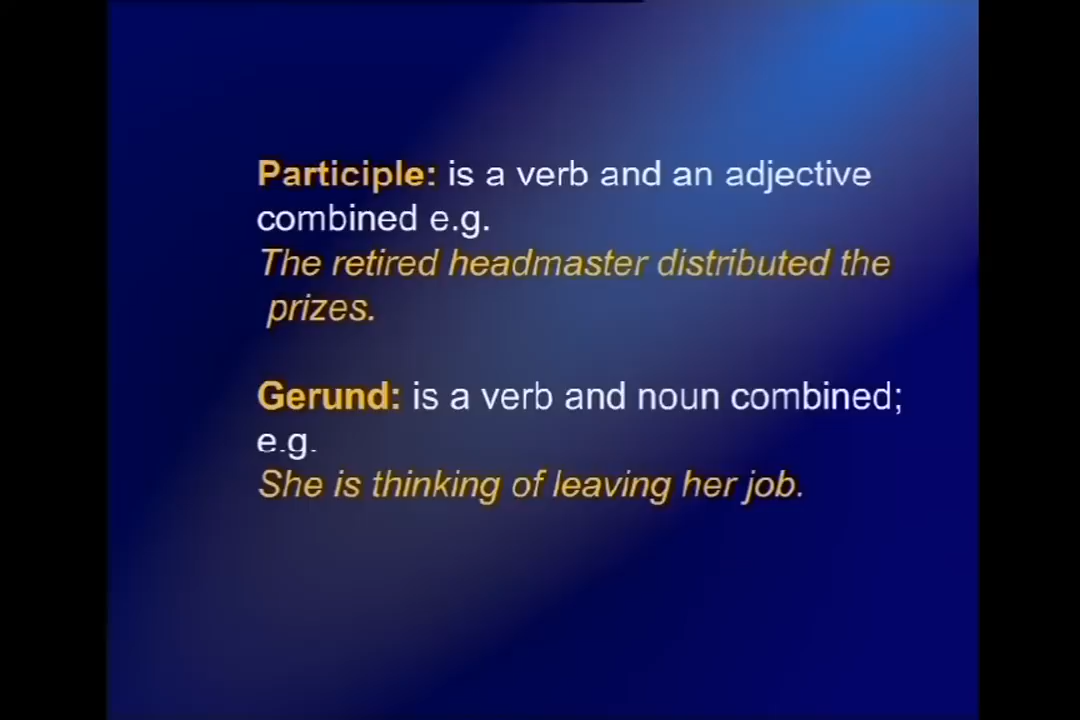 Participle: is a verb and an adjective
combined e.g.
The retired headmaster distributed the
prizes.
Gerund: is a verb and noun combined;
e.g.
She is thinking of leaving her job.